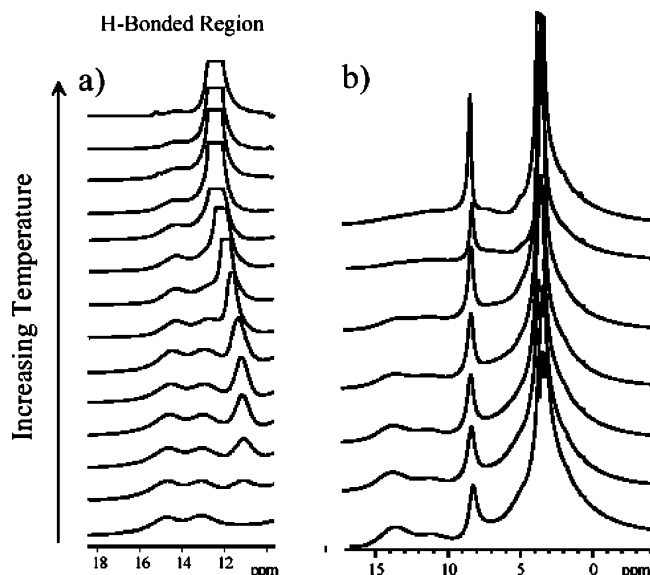 H-Bonded Region
a)
b)
Increasing Temperature
18 16 14 12 ppm
15 10 5 0 ppm